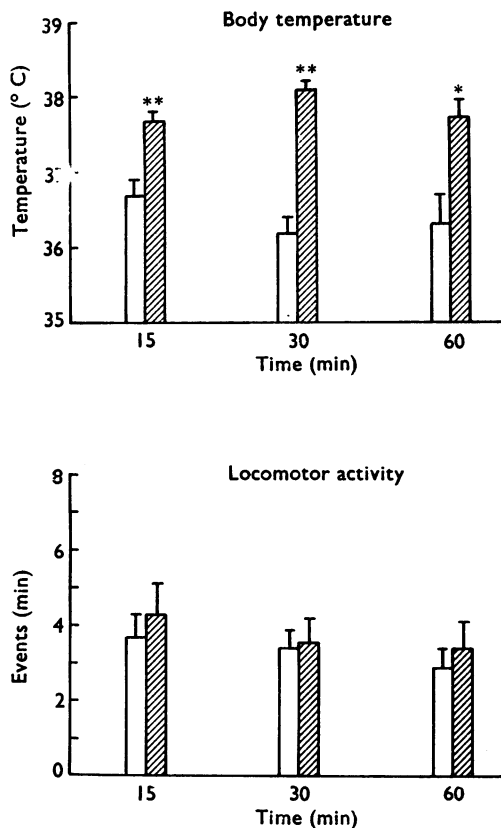 Body temperature
Temperature (° C)
39
38
37
36
35
**
**
*
15 30 60
Time (min)
Locomotor activity
Events (min)
8
6
4
2
0
15 30 60
Time (min)